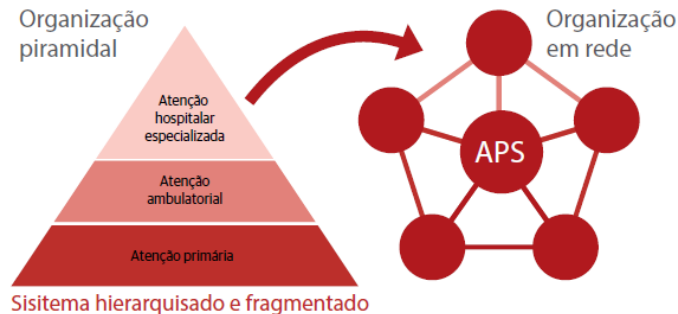 Organização
piramidal
Atenção
hospitalar
especializada
Atenção
ambulatorial
Atenção primária
Sisitema hierarquisado e fragmentado
Organização
em rede
APS